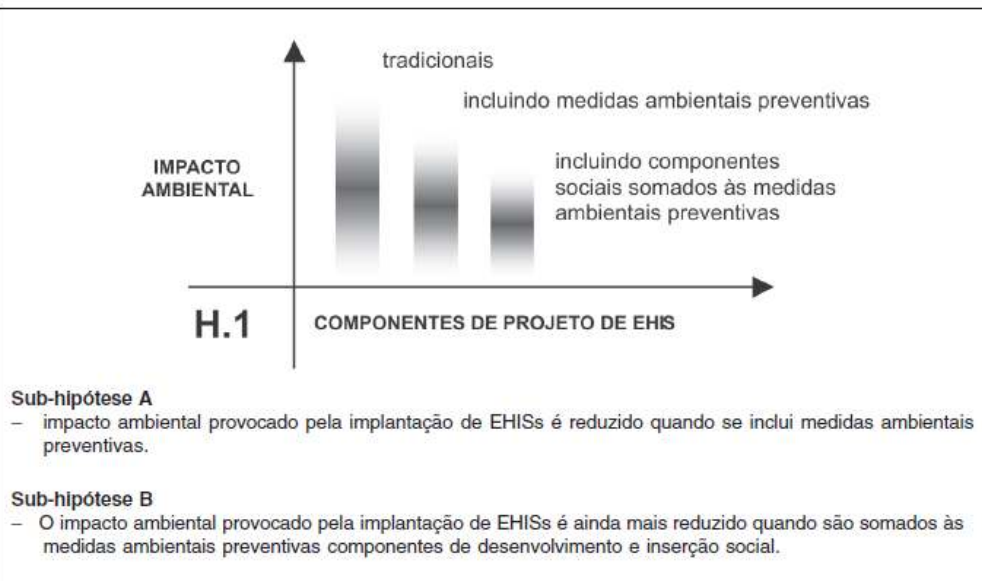 tradicionais
incluindo medidas ambientais preventivas
IMPACTO
AMBIENTAL
incluindo componentes
sociais somados às medidas
ambientais preventivas
H.1
COMPONENTES DE PROJETO DE EHIS
Sub-hipótese A
– impacto ambiental provocado pela implantação de EHISs é reduzido quando se inclui medidas ambientais
preventivas.
Sub-hipótese B
– O impacto ambiental provocado pela implantação de EHISs é ainda mais reduzido quando são somados às
medidas ambientais preventivas componentes de desenvolvimento e inserção social.